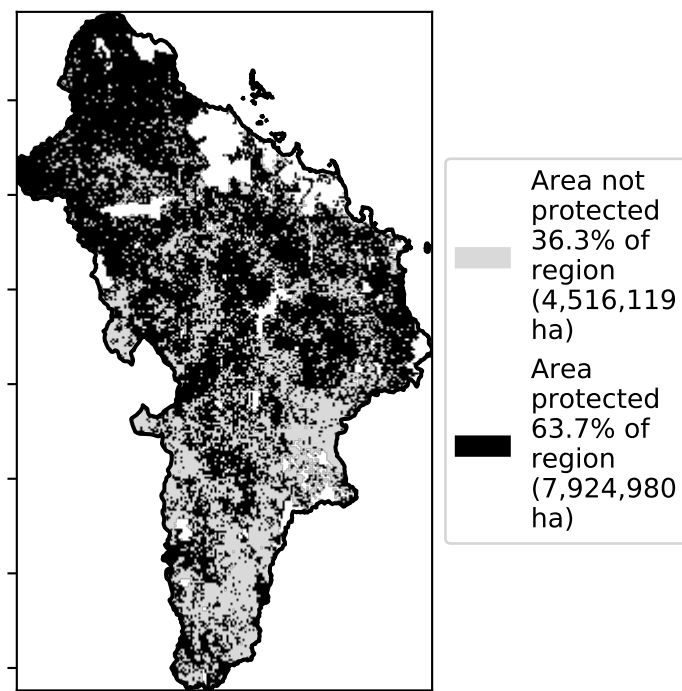 Area not
protected
36.3% of
region
(4,516,119
ha)
Area
protected
63.7% of
region
(7,924,980
ha)